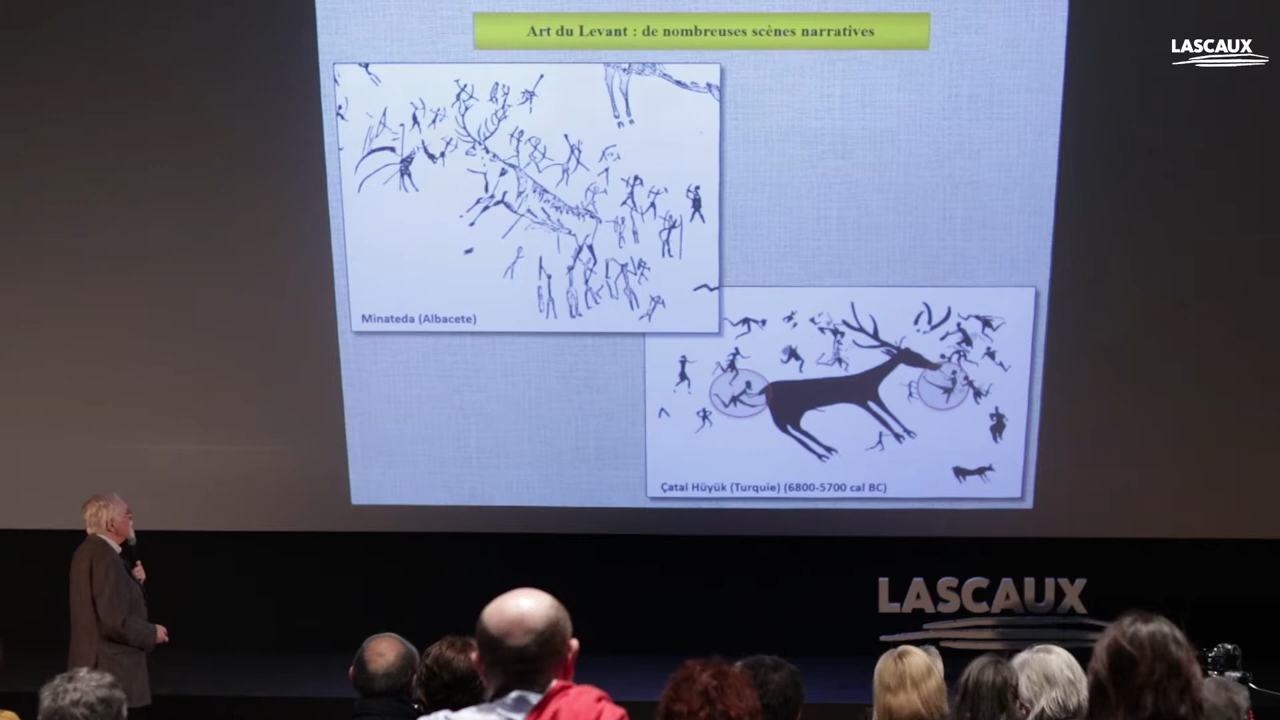 Art du Levant : de nombreuses scènes narratives
LASCAUX
Minateda (Albacete)
Çatal Hüyük (Turquie) (6800-5700 cal BC)
LASCAUX